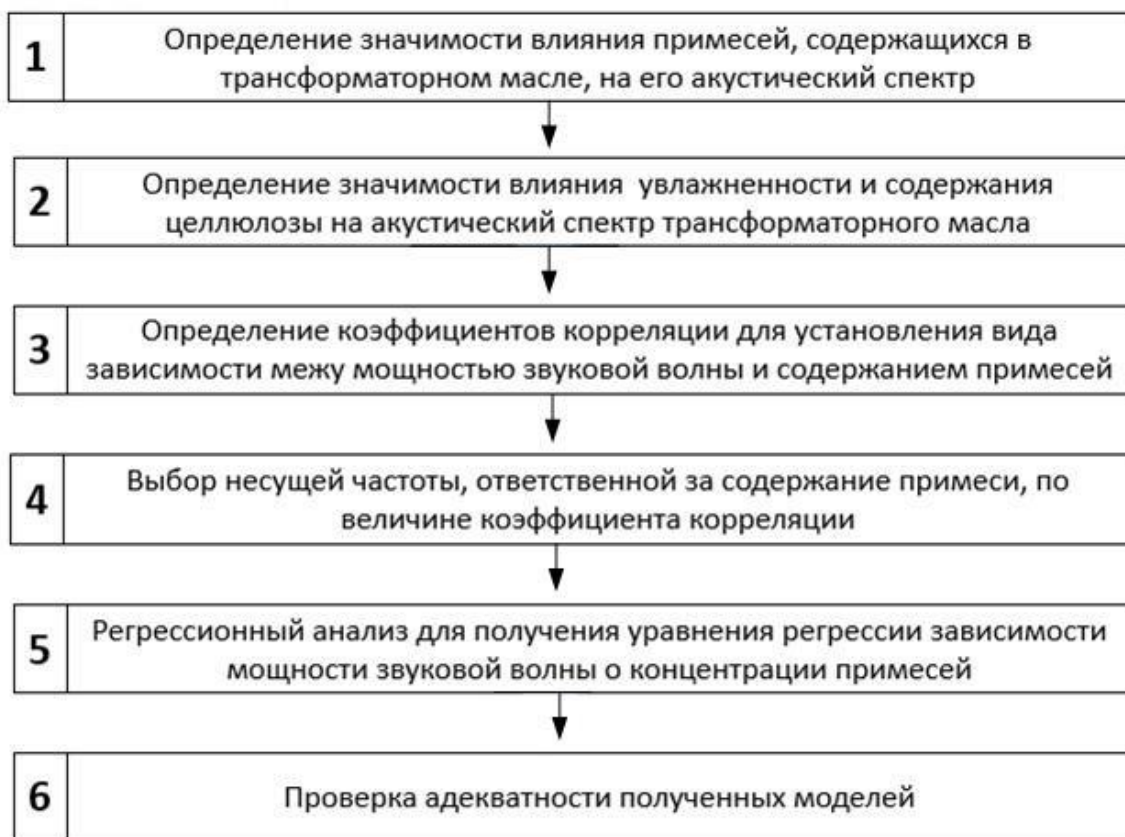 1
Определение значимости влияния примесей, содержащихся в
трансформаторном масле, на его акустический спектр
2
Определение значимости влияния увлажненности и содержания
целлюлозы на акустический спектр трансформаторного масла
3
Определение коэффициентов корреляции для установления вида
зависимости межу мощностью звуковой волны и содержанием примесей
4
Выбор несущей частоты, ответственной за содержание примеси, по
величине коэффициента корреляции
5
Регрессионный анализ для получения уравнения регрессии зависимости
мощности звуковой волны о концентрации примесей
6
Проверка адекватности полученных моделей